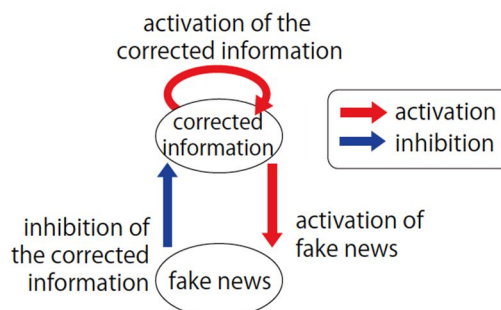 activation of the
corrected information
corrected
information
activation
inhibition
inhibition of
the corrected
information
activation of
fake news
fake news